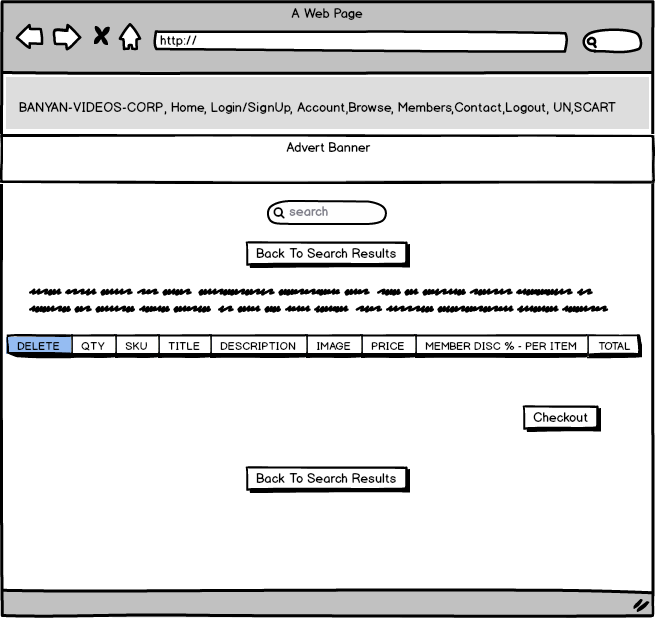 A Web Page
http://
BANYAN-VIDEOS-CORP, Home, Login/SignUp, Account,Browse, Members,Contact,Logout, UN,SCART
Advert Banner
search
Back To Search Results
DELETE QTY SKU TITLE DESCRIPTION IMAGE PRICE MEMBER DISC % - PER ITEM TOTAL
Checkout
Back To Search Results